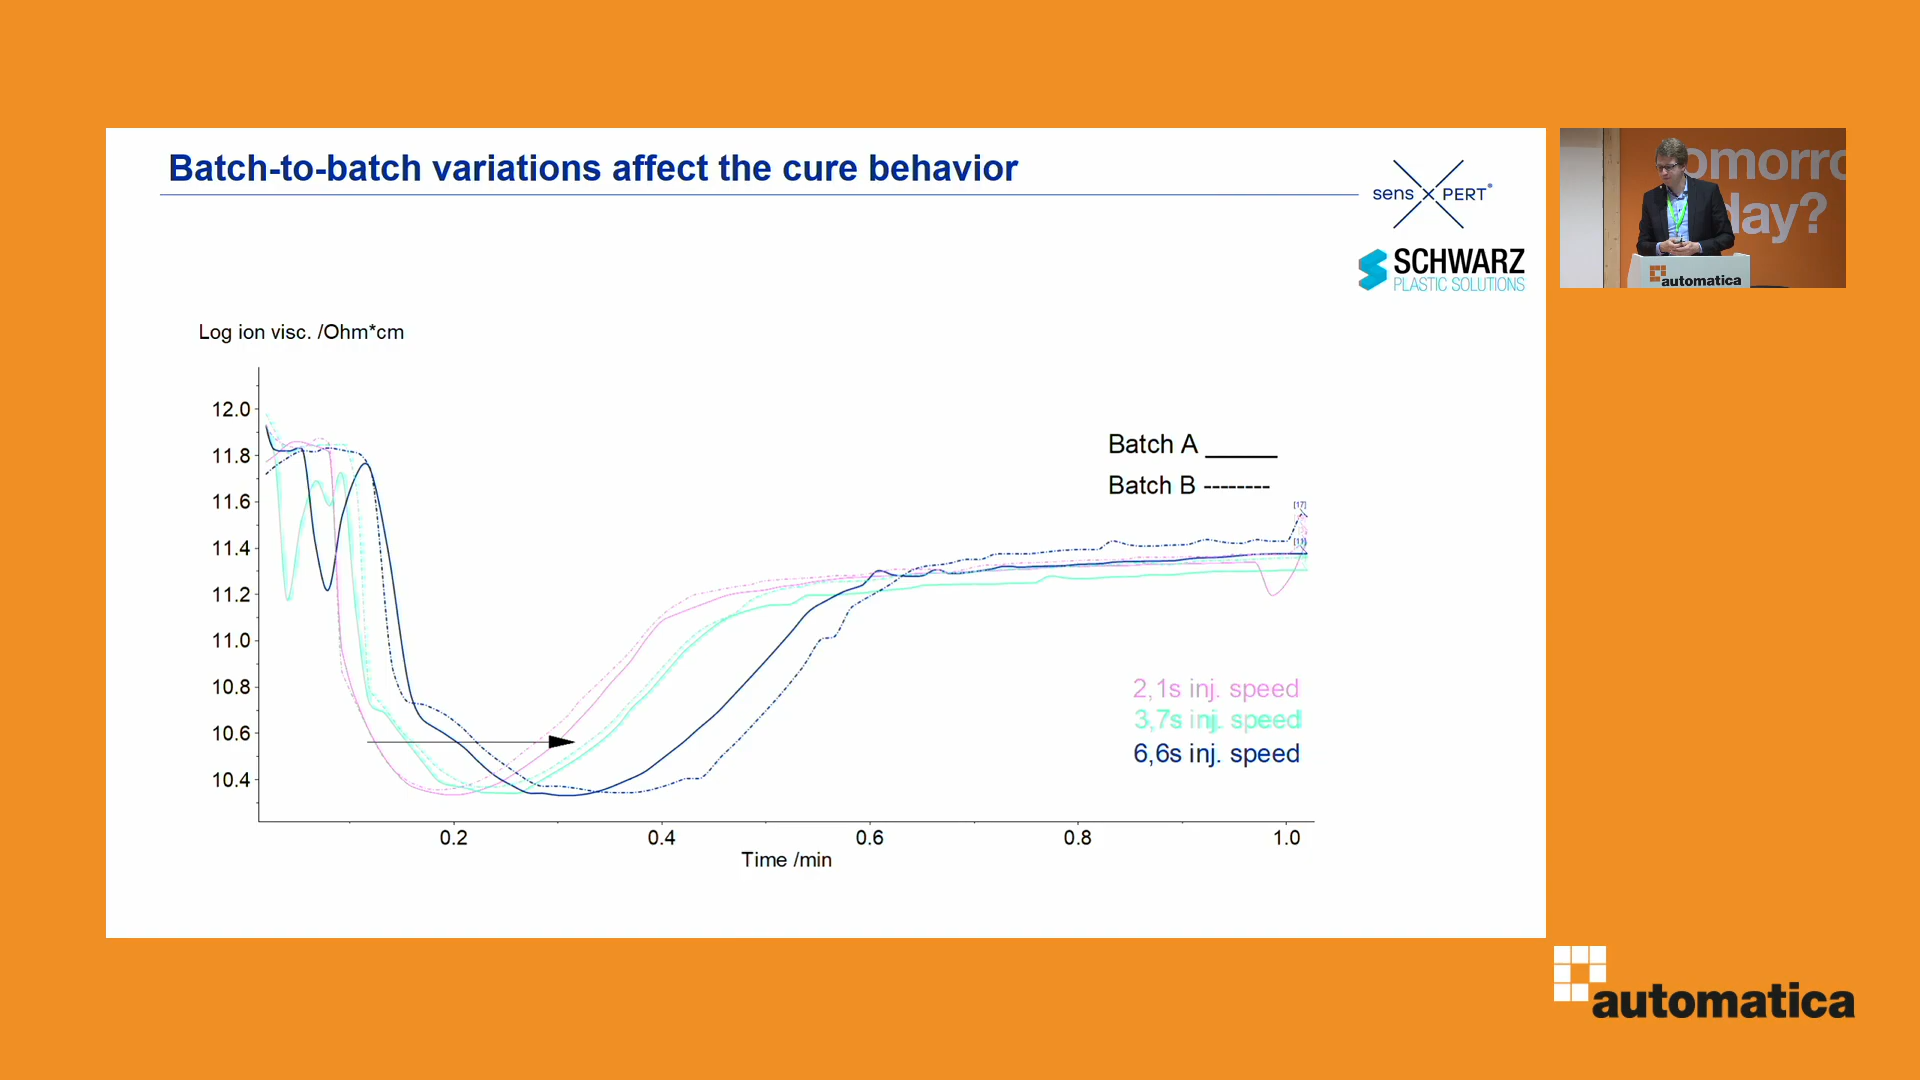 Batch-to-batch variations affect the cure behavior
sens PERT
SCHWARZ
PLASTIC SOLUTIONS
omorro
day?
automatica
Log ion visc. /Ohm*cm
12.0
11.8
11.6
11.4
11.2
11.0
10.8
10.6
10.4
Batch A
Batch B --------
[17]
2,1s inj. speed
3,7s inj. speed
6,6s inj. speed
0.2
0.4
0.6
0.8
1.0
Time /min
automatica